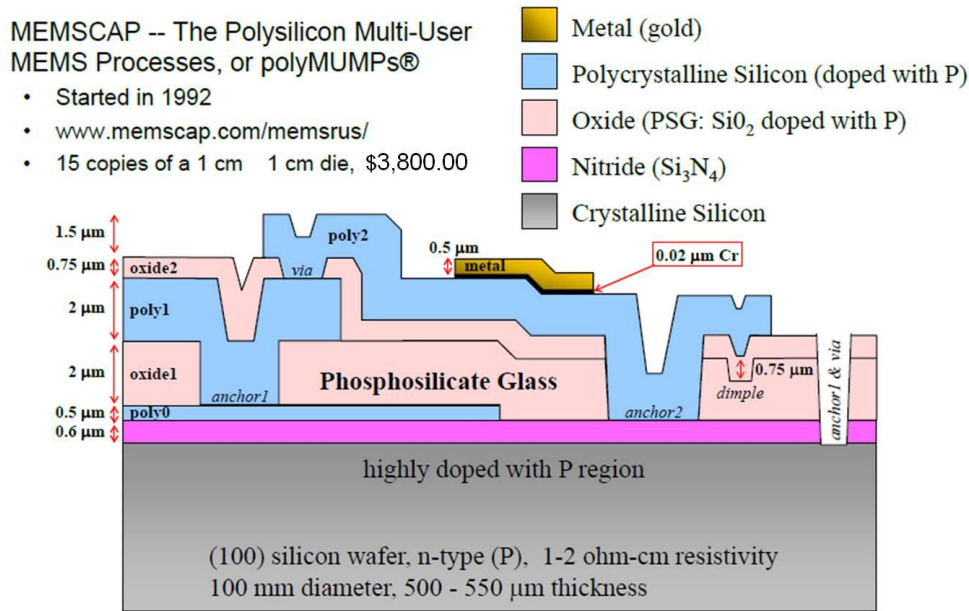 MEMSCAP -- The Polysilicon Multi-User
MEMS Processes, or polyMUMPs®
• Started in 1992
• www.memscap.com/memsrus/
• 15 copies of a 1 cm 1 cm die, $3,800.00
Metal (gold)
Polycrystalline Silicon (doped with P)
Oxide (PSG: Si0₂ doped with P)
Nitride (Si₃N₄)
Crystalline Silicon
1.5 μm
poly2
0.5 μm
0.02 μm Cr
0.75 μm
oxide2
via
metal
2 μm
poly1
2 μm
oxide1
Phosphosilicate Glass
0.75 μm
anchor1
anchor2
dimple
anchor1 & via
0.5 μm
poly0
0.6 μm
highly doped with P region
(100) silicon wafer, n-type (P), 1-2 ohm-cm resistivity
100 mm diameter, 500 - 550 μm thickness